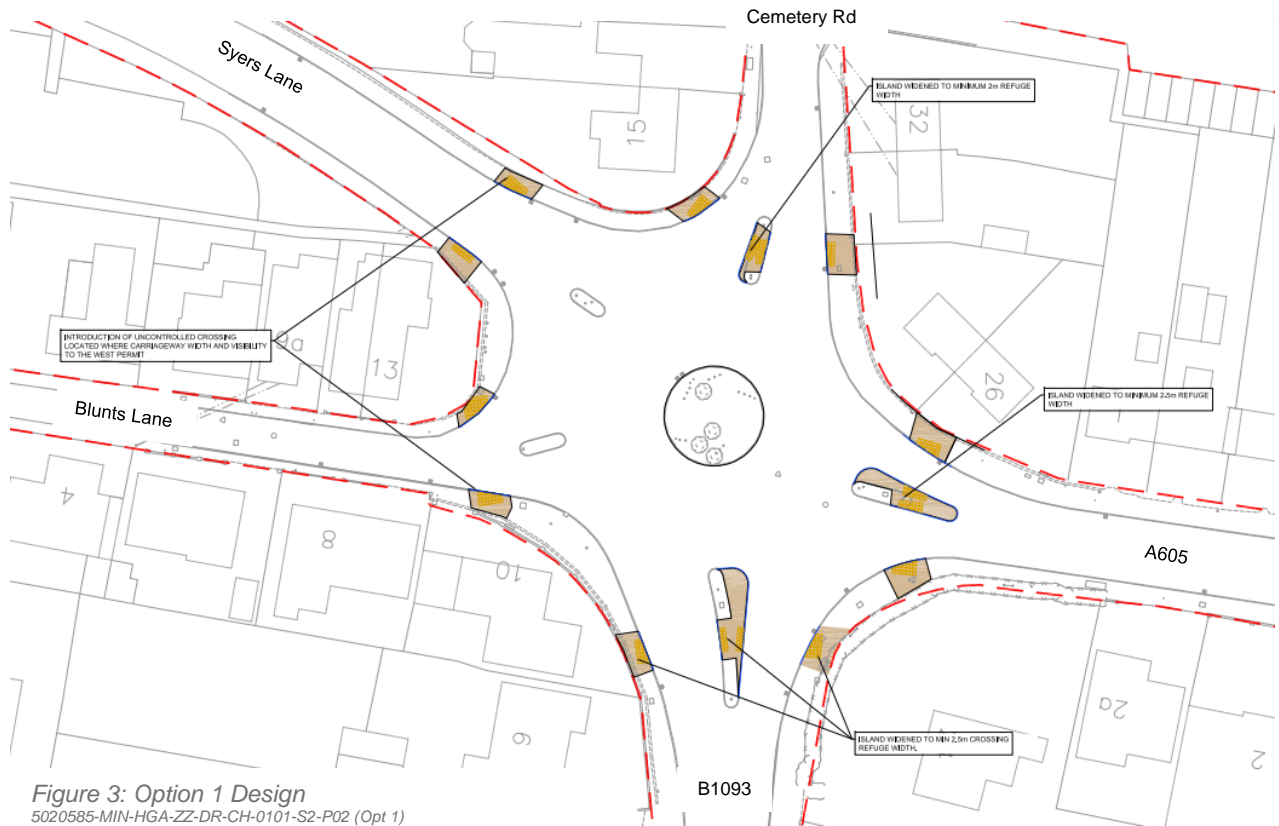 Cemetery Rd
Syers Lane
ISLAND WIDENED TO MINIMUM 2m REFUGE
WIDTH
15
32
INTRODUCTION OF UNCONTROLLED CROSSING
LOCATED WHERE CARRIAGEWAY WIDTH AND VISIBILITY
TO THE WEST PERMIT
9a
13
26
ISLAND WIDENED TO MINIMUM 2.5m REFUGE
WIDTH
Blunts Lane
4
8
10
A605
6
2a
2
ISLAND WIDENED TO MIN 2.5m CROSSING
REFUGE WIDTH.
B1093
Figure 3: Option 1 Design
5020585-MIN-HGA-ZZ-DR-CH-0101-S2-P02 (Opt 1)